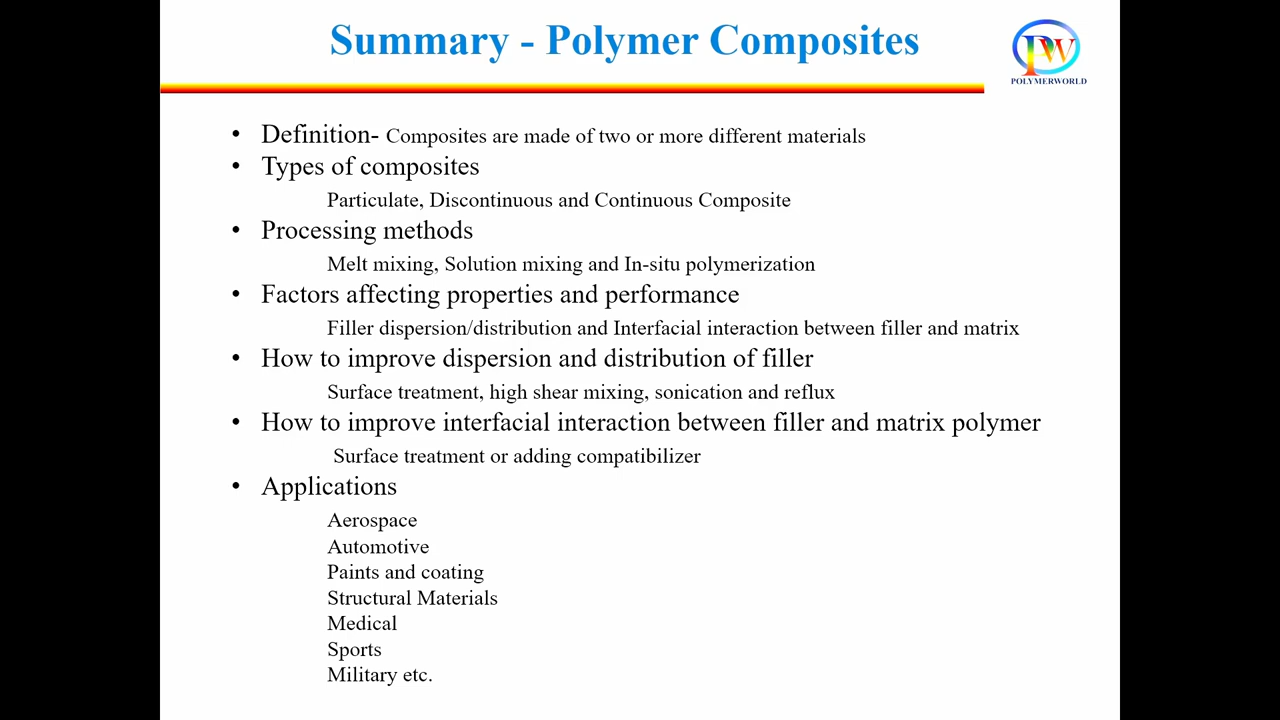 Summary - Polymer Composites
PW
POLYMERWORLD
• Definition- Composites are made of two or more different materials
• Types of composites
Particulate, Discontinuous and Continuous Composite
• Processing methods
Melt mixing, Solution mixing and In-situ polymerization
• Factors affecting properties and performance
Filler dispersion/distribution and Interfacial interaction between filler and matrix
• How to improve dispersion and distribution of filler
Surface treatment, high shear mixing, sonication and reflux
• How to improve interfacial interaction between filler and matrix polymer
Surface treatment or adding compatibilizer
• Applications
Aerospace
Automotive
Paints and coating
Structural Materials
Medical
Sports
Military etc.